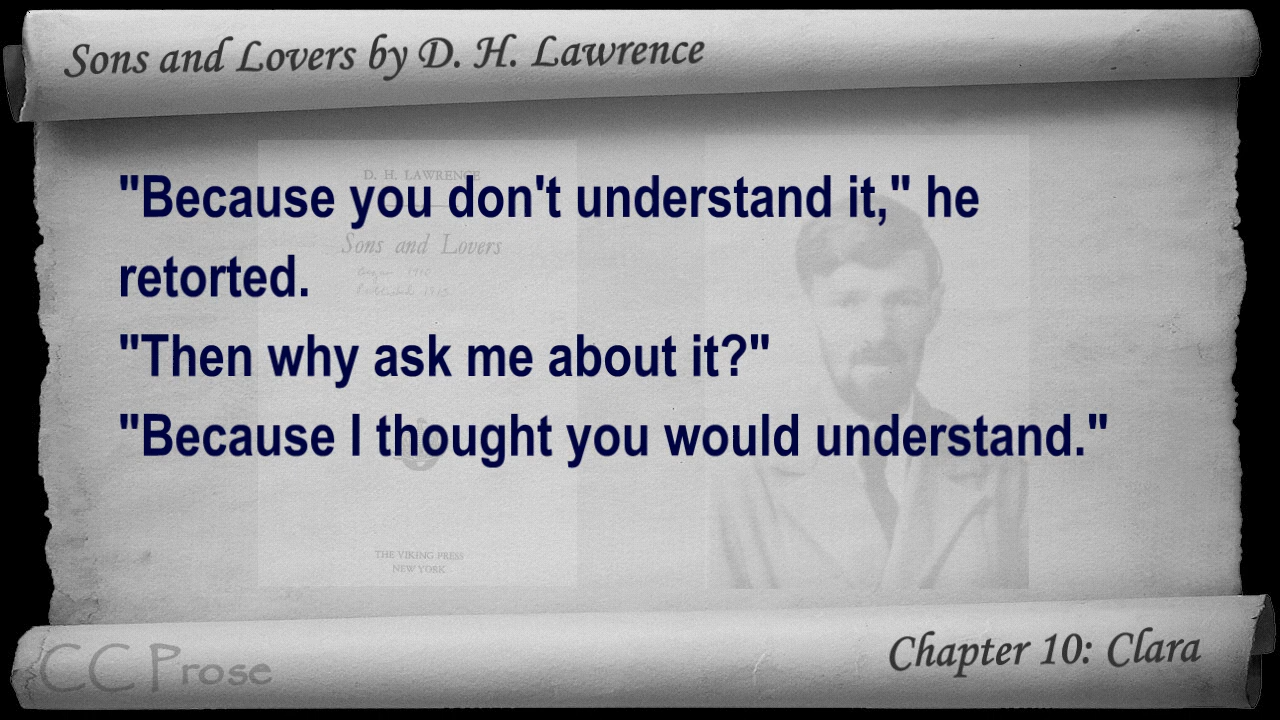 Sons and Lovers by D. H. Lawrence
D. H. LAWRENCE
"Because you don't understand it," he
Sons and Lovers
retorted.
"Then why ask me about it?"
"Because I thought you would understand."
THE VIKING PRESS
NEW YORK
Chapter 10: Clara
CC Prose